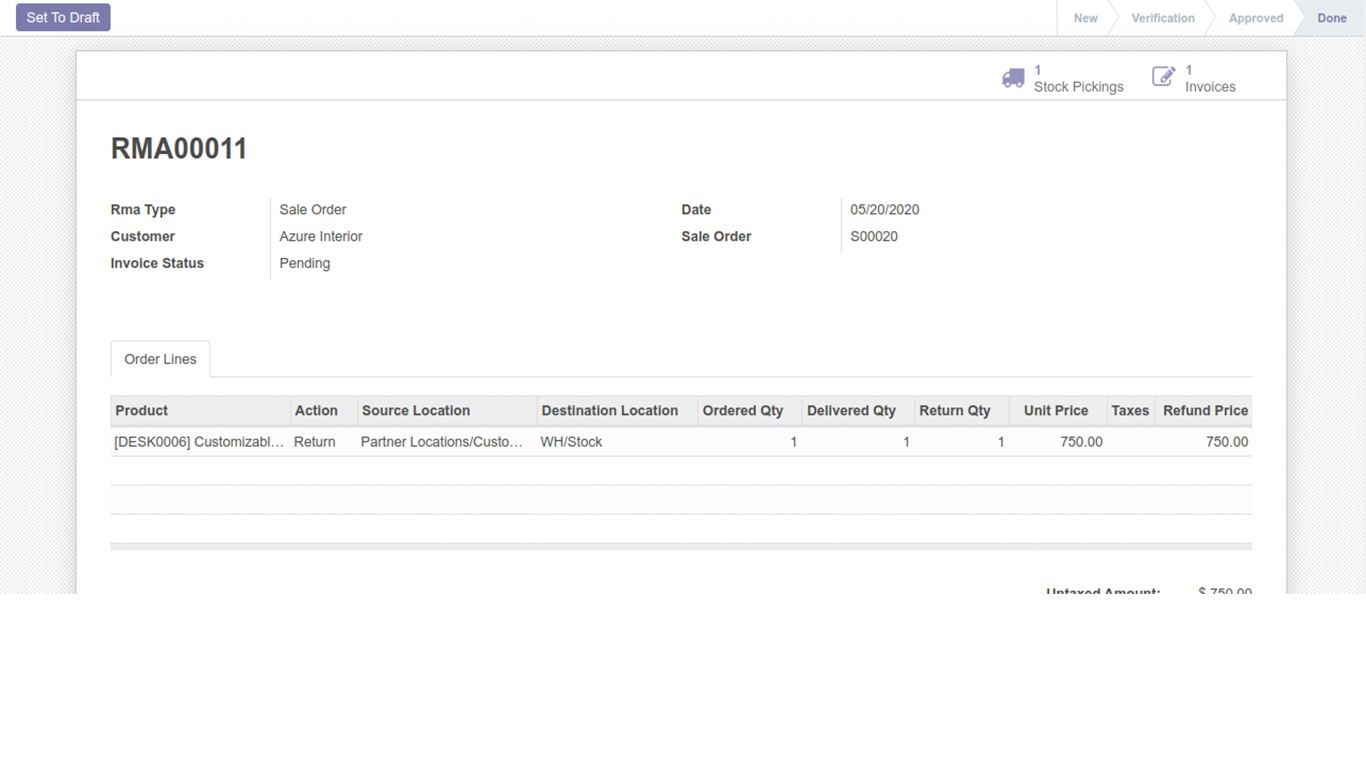 Set To Draft
New Verification Approved Done
1 Stock Pickings
1 Invoices
RMA00011
Rma Type Sale Order Date 05/20/2020
Customer Azure Interior Sale Order S00020
Invoice Status Pending
Order Lines
Product Action Source Location Destination Location Ordered Qty Delivered Qty Return Qty Unit Price Taxes Refund Price
[DESK0006] Customizabl... Return Partner Locations/Custo... WH/Stock 1 1 1 750.00 750.00
Untaxed Amount: $ 750.00